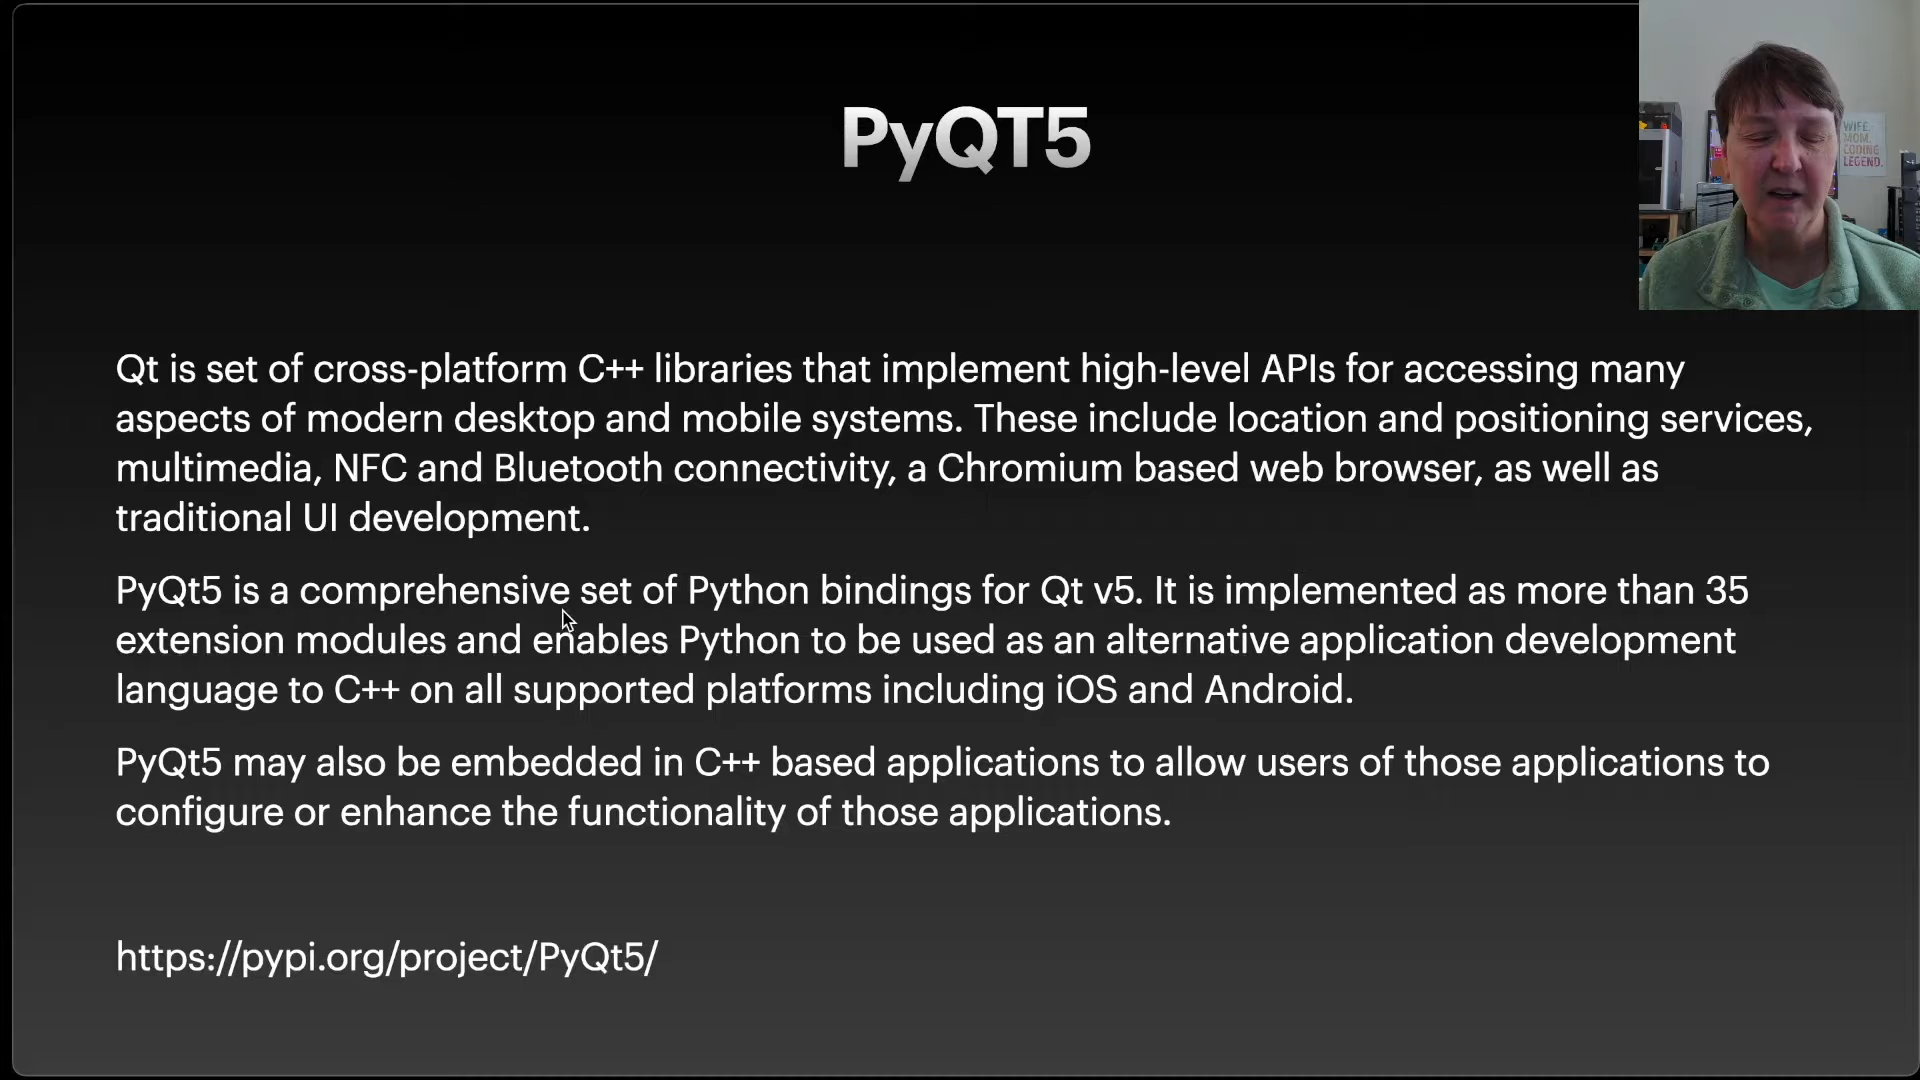 PyQT5
WIFE.
MOM.
CODING
LEGEND.
Qt is set of cross-platform C++ libraries that implement high-level APIs for accessing many
aspects of modern desktop and mobile systems. These include location and positioning services,
multimedia, NFC and Bluetooth connectivity, a Chromium based web browser, as well as
traditional UI development.
PyQt5 is a comprehensive set of Python bindings for Qt v5. It is implemented as more than 35
extension modules and enables Python to be used as an alternative application development
language to C++ on all supported platforms including iOS and Android.
PyQt5 may also be embedded in C++ based applications to allow users of those applications to
configure or enhance the functionality of those applications.
https://pypi.org/project/PyQt5/